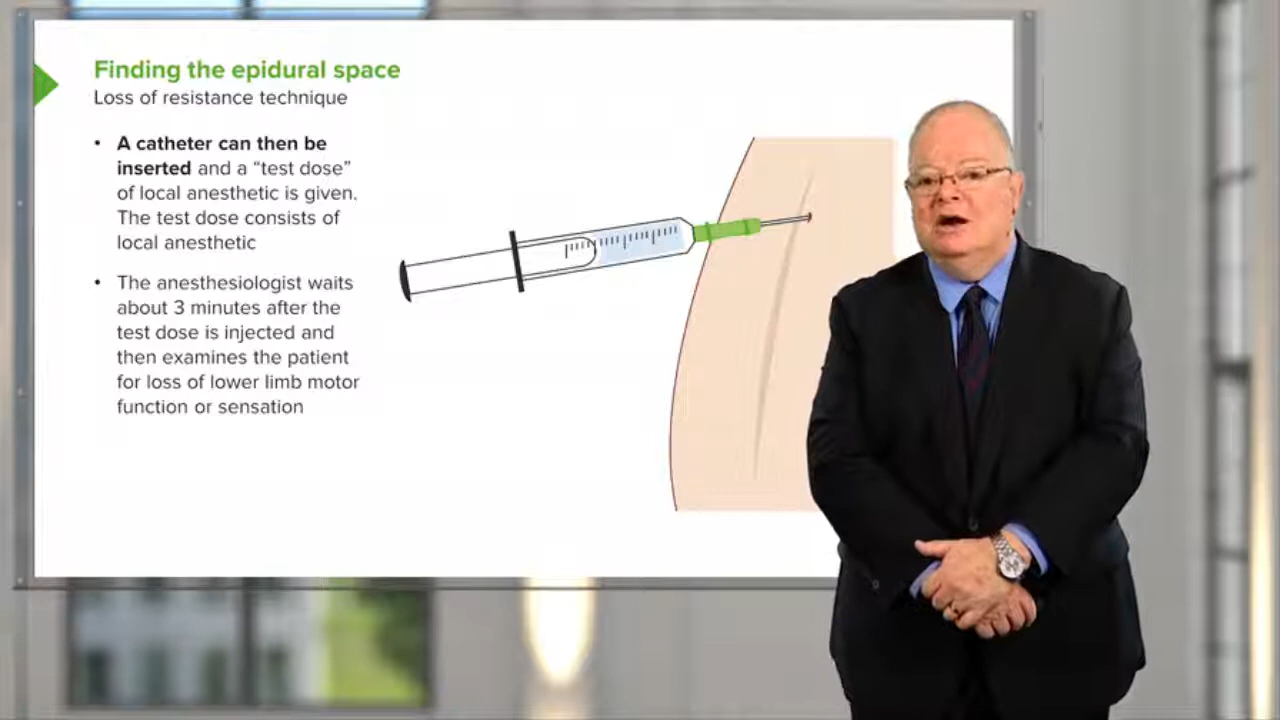 Finding the epidural space
Loss of resistance technique
• A catheter can then be
inserted and a “test dose”
of local anesthetic is given.
The test dose consists of
local anesthetic
• The anesthesiologist waits
about 3 minutes after the
test dose is injected and
then examines the patient
for loss of lower limb motor
function or sensation